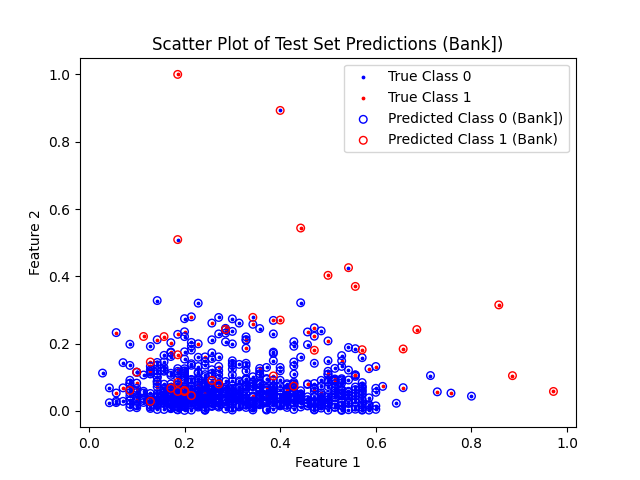 Scatter Plot of Test Set Predictions (Bank])
True Class 0
True Class 1
Predicted Class 0 (Bank])
Predicted Class 1 (Bank)
Feature 2
1.0
0.8
0.6
0.4
0.2
0.0
0.0 0.2 0.4 0.6 0.8 1.0
Feature 1